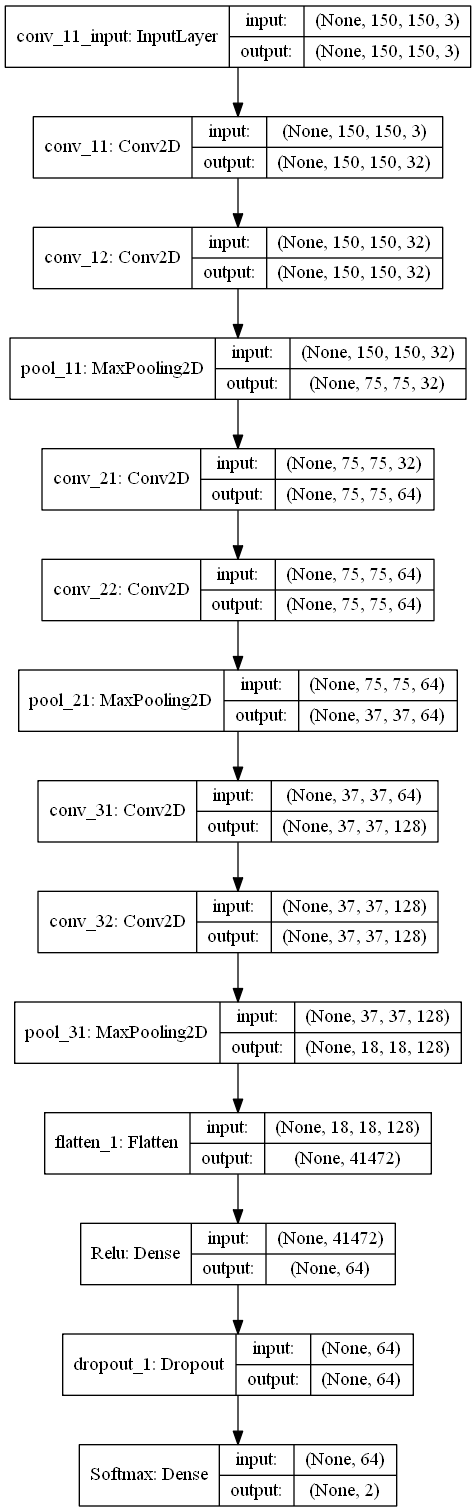 conv_11_input: InputLayer
input: (None, 150, 150, 3)
output: (None, 150, 150, 3)
conv_11: Conv2D
input: (None, 150, 150, 3)
output: (None, 150, 150, 32)
conv_12: Conv2D
input: (None, 150, 150, 32)
output: (None, 150, 150, 32)
pool_11: MaxPooling2D
input: (None, 150, 150, 32)
output: (None, 75, 75, 32)
conv_21: Conv2D
input: (None, 75, 75, 32)
output: (None, 75, 75, 64)
conv_22: Conv2D
input: (None, 75, 75, 64)
output: (None, 75, 75, 64)
pool_21: MaxPooling2D
input: (None, 75, 75, 64)
output: (None, 37, 37, 64)
conv_31: Conv2D
input: (None, 37, 37, 64)
output: (None, 37, 37, 128)
conv_32: Conv2D
input: (None, 37, 37, 128)
output: (None, 37, 37, 128)
pool_31: MaxPooling2D
input: (None, 37, 37, 128)
output: (None, 18, 18, 128)
flatten_1: Flatten
input: (None, 18, 18, 128)
output: (None, 41472)
Relu: Dense
input: (None, 41472)
output: (None, 64)
dropout_1: Dropout
input: (None, 64)
output: (None, 64)
Softmax: Dense
input: (None, 64)
output: (None, 2)